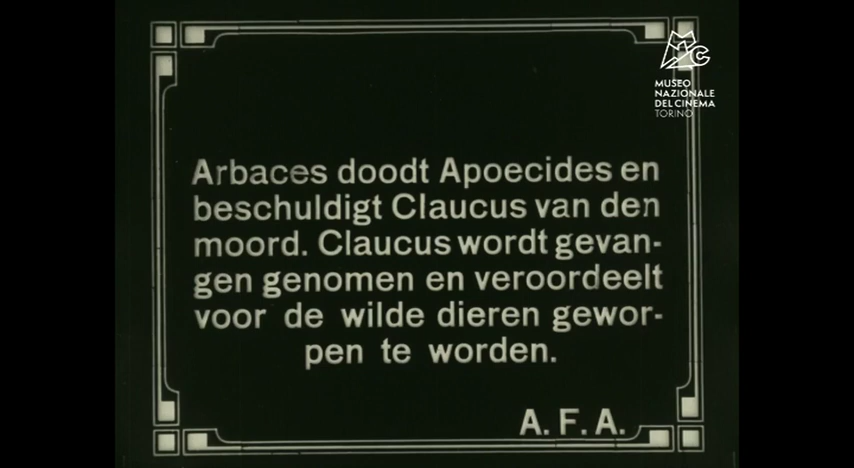 MUSEO
NAZIONALE
DEL CINEMA
TORINO
Arbaces doodt Apoecides en
beschuldigt Claucus van den
moord. Claucus wordt gevan-
gen genomen en veroordeelt
voor de wilde dieren gewor-
pen te worden.
A. F. A.